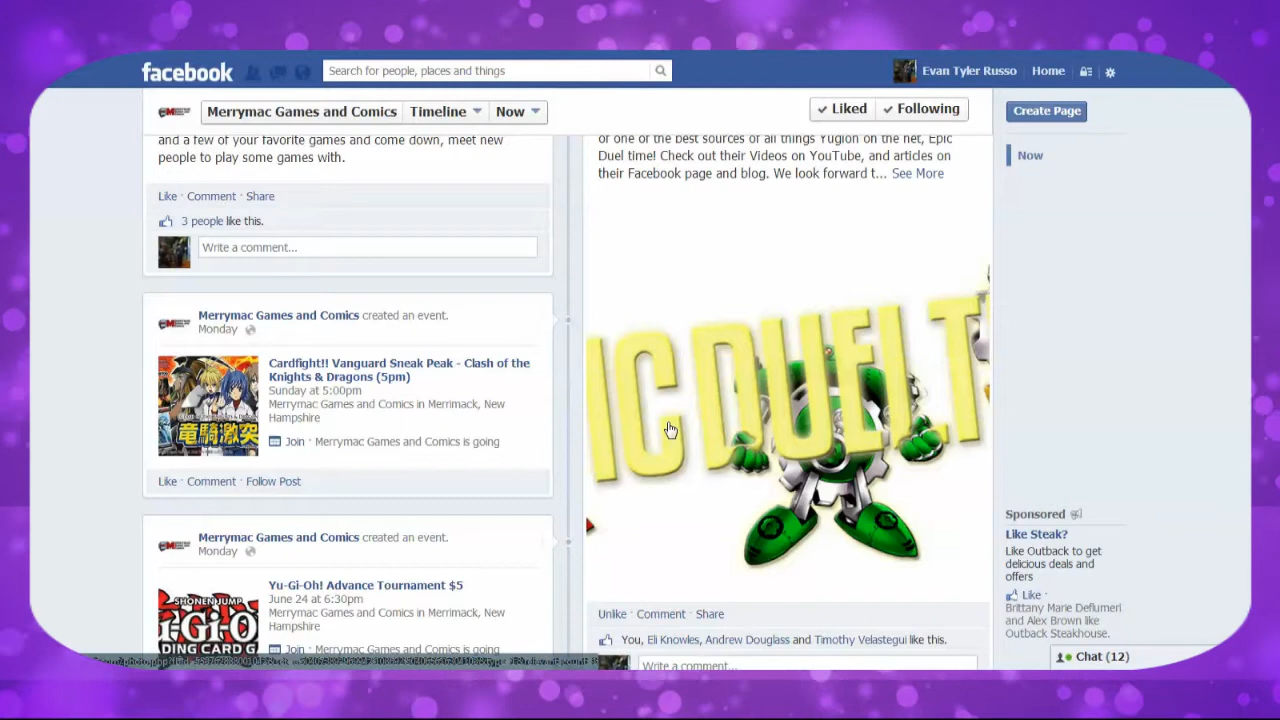 facebook
Search for people, places and things
Evan Tyler Russo
Home
Merrymac Games and Comics
Timeline
Now
Liked
Following
Create Page
Now
and a few of your favorite games and come down, meet new
people to play some games with.
Like · Comment · Share
3 people like this.
Write a comment...
Merrymac Games and Comics created an event.
Monday
Cardfight!! Vanguard Sneak Peak - Clash of the
Knights & Dragons (5pm)
Sunday at 5:00pm
Merrymac Games and Comics in Merrimack, New
Hampshire
Join · Merrymac Games and Comics is going
竜騎激突
Like · Comment · Follow Post
Merrymac Games and Comics created an event.
Monday
Yu-Gi-Oh! Advance Tournament $5
June 24 at 6:30pm
Merrymac Games and Comics in Merrimack, New
Hampshire
Join · Merrymac Games and Comics is going
SHONEN JUMP
DING CARD G
of one of the best sources of all things Yugioh on the net, Epic
Duel time! Check out their Videos on YouTube, and articles on
their Facebook page and blog. We look forward t... See More
IC DUEL T
Unlike · Comment · Share
You, Eli Knowles, Andrew Douglass and Timothy Velastegui like this.
Write a comment...
Sponsored
Like Steak?
Like Outback to get
delicious deals and
offers
Like ·
Brittany Marie Deflumeri
and Alex Brown like
Outback Steakhouse.
Chat (12)